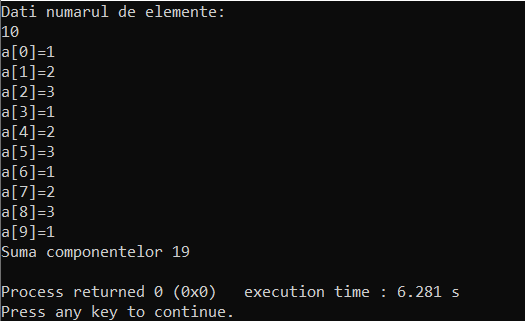 Dati numarul de elemente:
10
a[0]=1
a[1]=2
a[2]=3
a[3]=1
a[4]=2
a[5]=3
a[6]=1
a[7]=2
a[8]=3
a[9]=1
Suma componentelor 19
Process returned 0 (0x0)   execution time : 6.281 s
Press any key to continue.